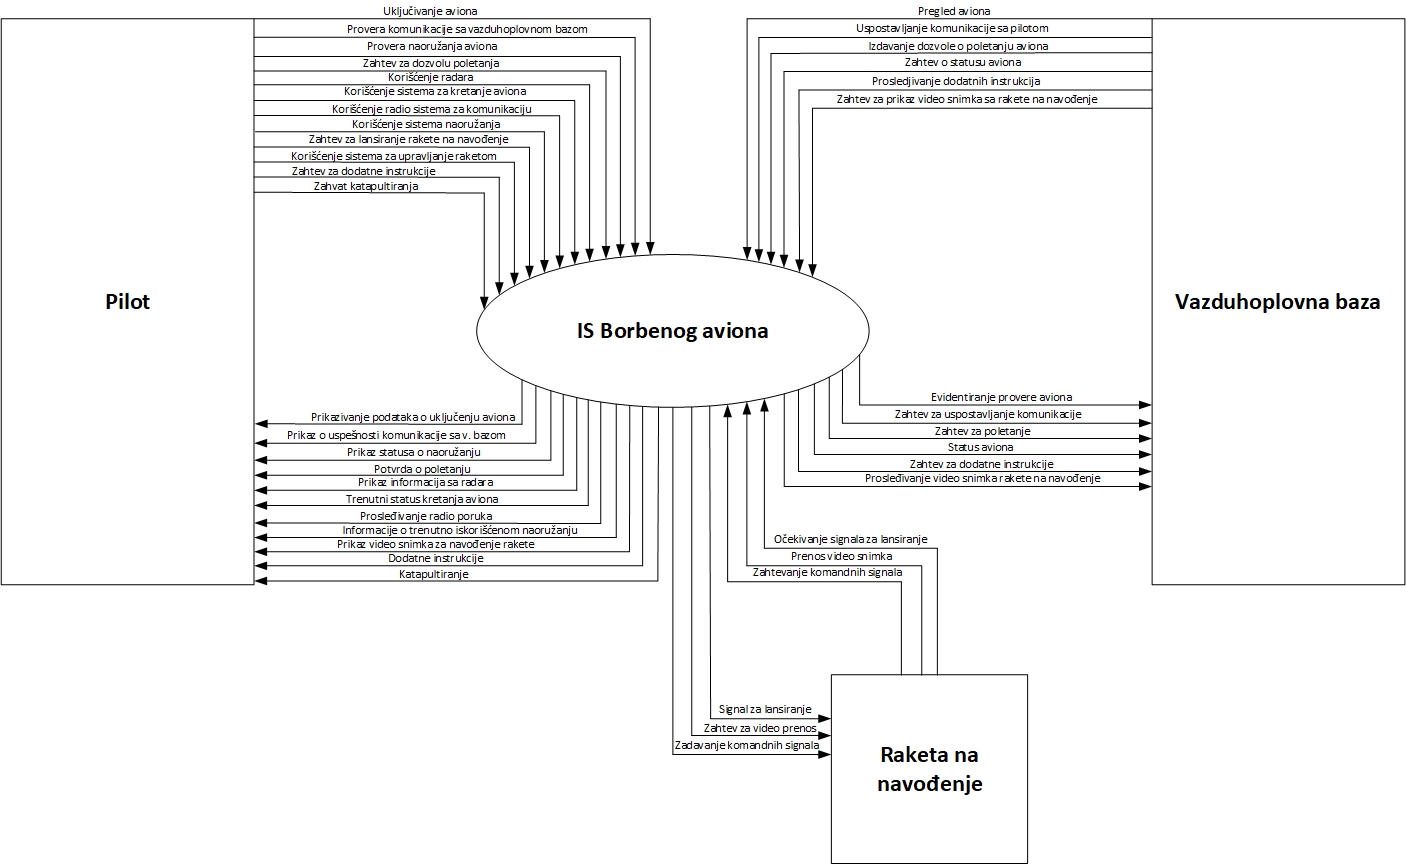 Uključivanje aviona
Provera komunikacije sa vazduhoplovnom bazom
Provera naoružanja aviona
Zahtev za dozvolu poletanja
Korišćenje radara
Korišćenje sistema za kretanje aviona
Korišćenje radio sistema za komunikaciju
Korišćenje sistema naoružanja
Zahtev za lansiranje rakete na navođenje
Korišćenje sistema za upravljanje raketom
Zahtev za dodatne instrukcije
Zahvat katapultiranja
Pregled aviona
Uspostavljanje komunikacije sa pilotom
Izdavanje dozvole o poletanju aviona
Zahtev o statusu aviona
Prosledjivanje dodatnih instrukcija
Zahtev za prikaz video snimka sa rakete na navođenje
Pilot
IS Borbenog aviona
Vazduhoplovna baza
Prikazivanje podataka o uključenju aviona
Prikaz o uspešnosti komunikacije sa v. bazom
Prikaz statusa o naoružanju
Potvrda o poletanju
Prikaz informacija sa radara
Trenutni status kretanja aviona
Prosleđivanje radio poruka
Informacije o trenutno iskorišćenom naoružanju
Prikaz video snimka za navođenje rakete
Dodatne instrukcije
Katapultiranje
Evidentiranje provere aviona
Zahtev za uspostavljanje komunikacije
Zahtev za poletanje
Status aviona
Zahtev za dodatne instrukcije
Prosleđivanje video snimka rakete na navođenje
Očekivanje signala za lansiranje
Prenos video snimka
Zahtevanje komandnih signala
Signal za lansiranje
Zahtev za video prenos
Zadavanje komandnih signala
Raketa na
navođenje